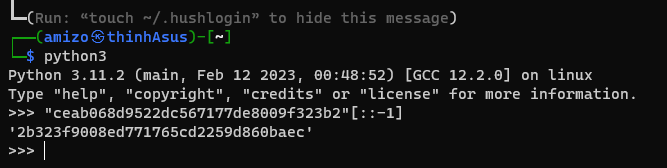 └─(Run: “touch ~/.hushlogin” to hide this message)
┌──(amizo㉿thinhAsus)-[~]
└─$ python3
Python 3.11.2 (main, Feb 12 2023, 00:48:52) [GCC 12.2.0] on linux
Type "help", "copyright", "credits" or "license" for more information.
>>> "ceab068d9522dc567177de8009f323b2"[::-1]
'2b323f9008ed771765cd2259d860baec'
>>>